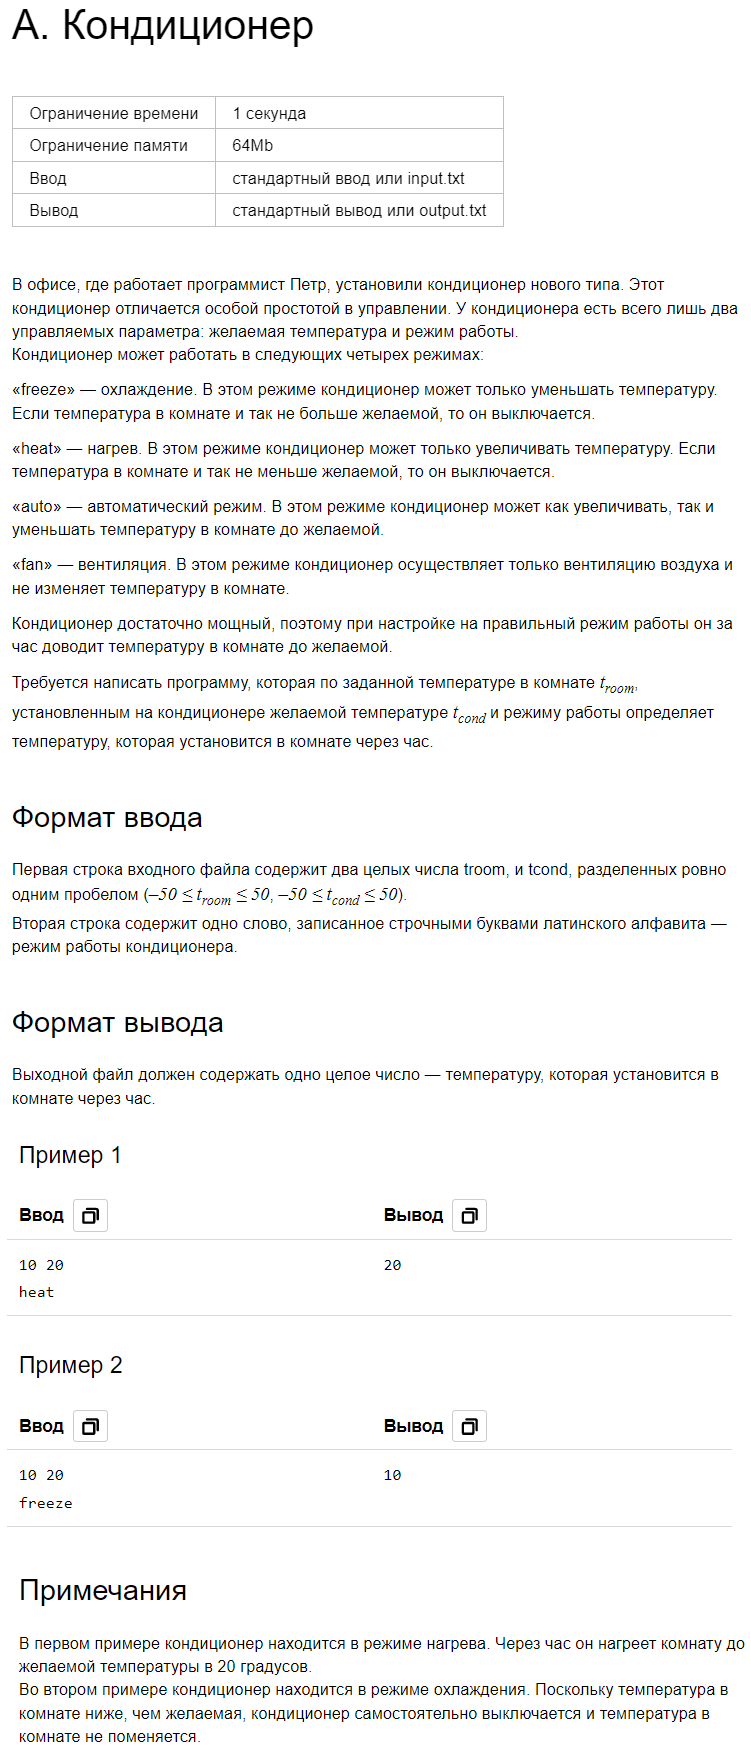 А. Кондиционер
Ограничение времени 1 секунда
Ограничение памяти 64Mb
Ввод стандартный ввод или input.txt
Вывод стандартный вывод или output.txt
В офисе, где работает программист Петр, установили кондиционер нового типа. Этот
кондиционер отличается особой простотой в управлении. У кондиционера есть всего лишь два
управляемых параметра: желаемая температура и режим работы.
Кондиционер может работать в следующих четырех режимах:
«freeze» — охлаждение. В этом режиме кондиционер может только уменьшать температуру.
Если температура в комнате и так не больше желаемой, то он выключается.
«heat» — нагрев. В этом режиме кондиционер может только увеличивать температуру. Если
температура в комнате и так не меньше желаемой, то он выключается.
«auto» — автоматический режим. В этом режиме кондиционер может как увеличивать, так и
уменьшать температуру в комнате до желаемой.
«fan» — вентиляция. В этом режиме кондиционер осуществляет только вентиляцию воздуха и
не изменяет температуру в комнате.
Кондиционер достаточно мощный, поэтому при настройке на правильный режим работы он за
час доводит температуру в комнате до желаемой.
Требуется написать программу, которая по заданной температуре в комнате troom,
установленным на кондиционере желаемой температуре tcond и режиму работы определяет
температуру, которая установится в комнате через час.
Формат ввода
Первая строка входного файла содержит два целых числа troom, и tcond, разделенных ровно
одним пробелом (–50 ≤ troom ≤ 50, –50 ≤ tcond ≤ 50).
Вторая строка содержит одно слово, записанное строчными буквами латинского алфавита —
режим работы кондиционера.
Формат вывода
Выходной файл должен содержать одно целое число — температуру, которая установится в
комнате через час.
Пример 1
Ввод Вывод
10 20 20
heat
Пример 2
Ввод Вывод
10 20 10
freeze
Примечания
В первом примере кондиционер находится в режиме нагрева. Через час он нагреет комнату до
желаемой температуры в 20 градусов.
Во втором примере кондиционер находится в режиме охлаждения. Поскольку температура в
комнате ниже, чем желаемая, кондиционер самостоятельно выключается и температура в
комнате не поменяется.